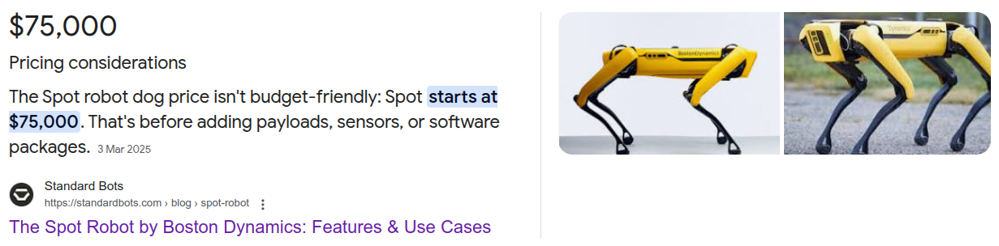 $75,000
Pricing considerations
The Spot robot dog price isn't budget-friendly: Spot starts at
$75,000. That's before adding payloads, sensors, or software
packages. 3 Mar 2025
Standard Bots
https://standardbots.com › blog › spot-robot
The Spot Robot by Boston Dynamics: Features & Use Cases
BostonDynamics
Dynamics